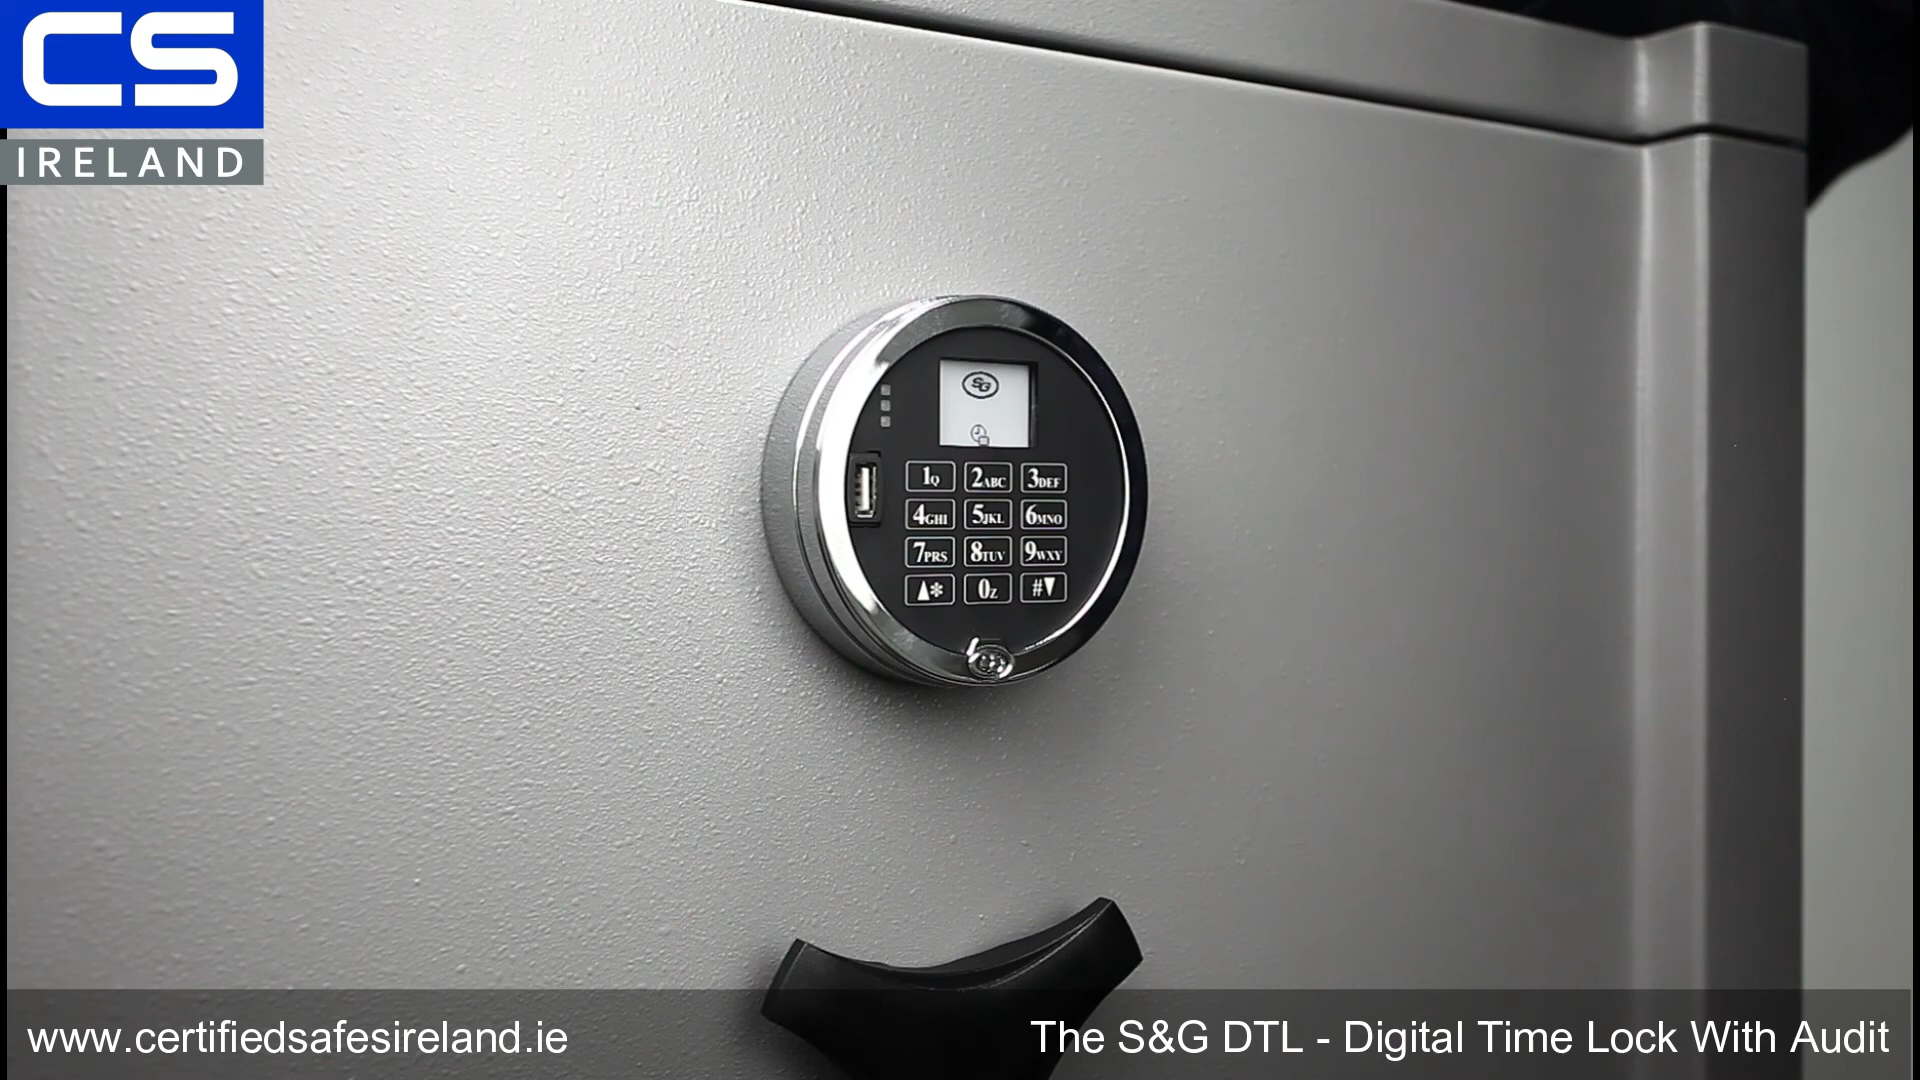 CS
IRELAND
SG
1Q 2ABC 3DEF
4GHI 5JKL 6MNO
7PRS 8TUV 9WXY
▲* 0Z #▼
www.certifiedsafesireland.ie
The S&G DTL - Digital Time Lock With Audit